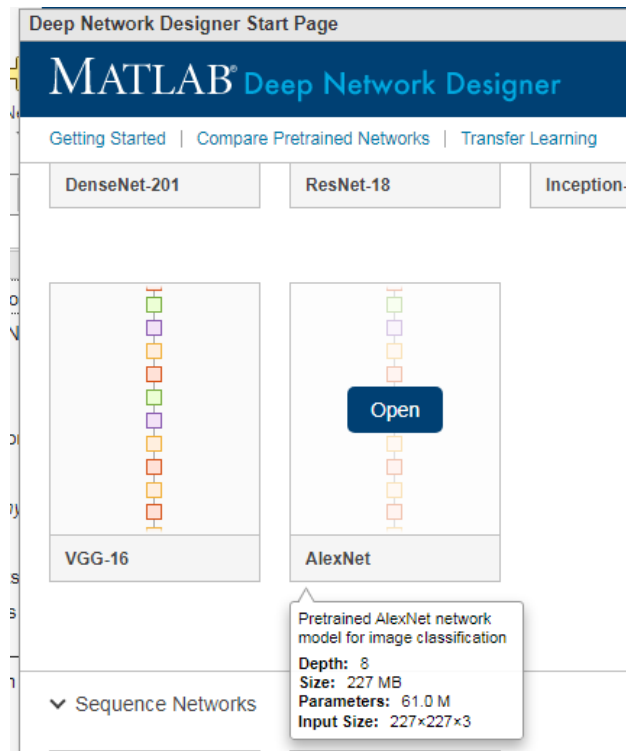 Deep Network Designer Start Page
MATLAB® Deep Network Designer
Getting Started | Compare Pretrained Networks | Transfer Learning
DenseNet-201
ResNet-18
Inception-
Open
VGG-16
AlexNet
Pretrained AlexNet network
model for image classification
Depth: 8
Size: 227 MB
Parameters: 61.0 M
Input Size: 227×227×3
Sequence Networks